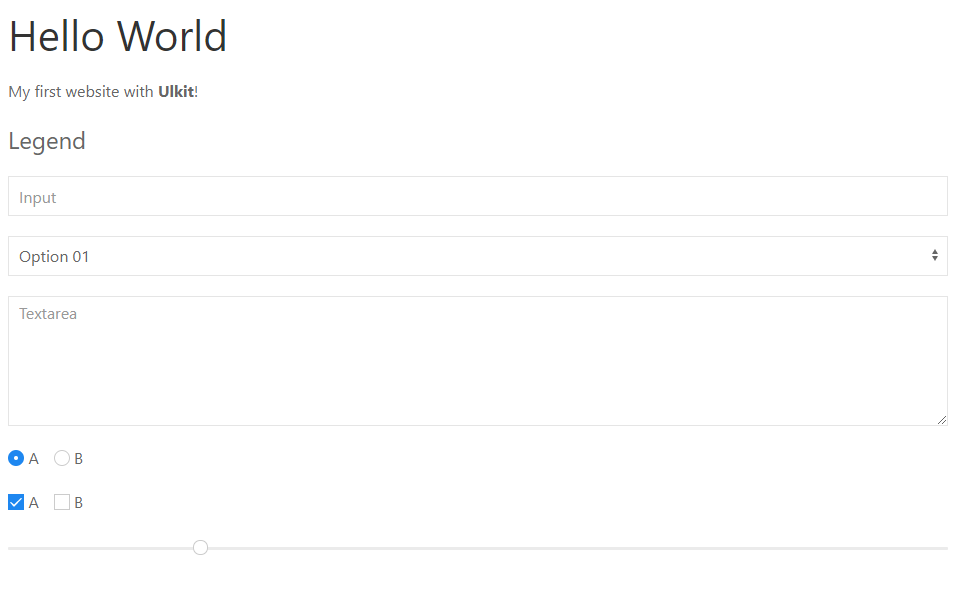 Hello World
My first website with UIkit!
Legend
Input
Option 01
Textarea
A B
A B